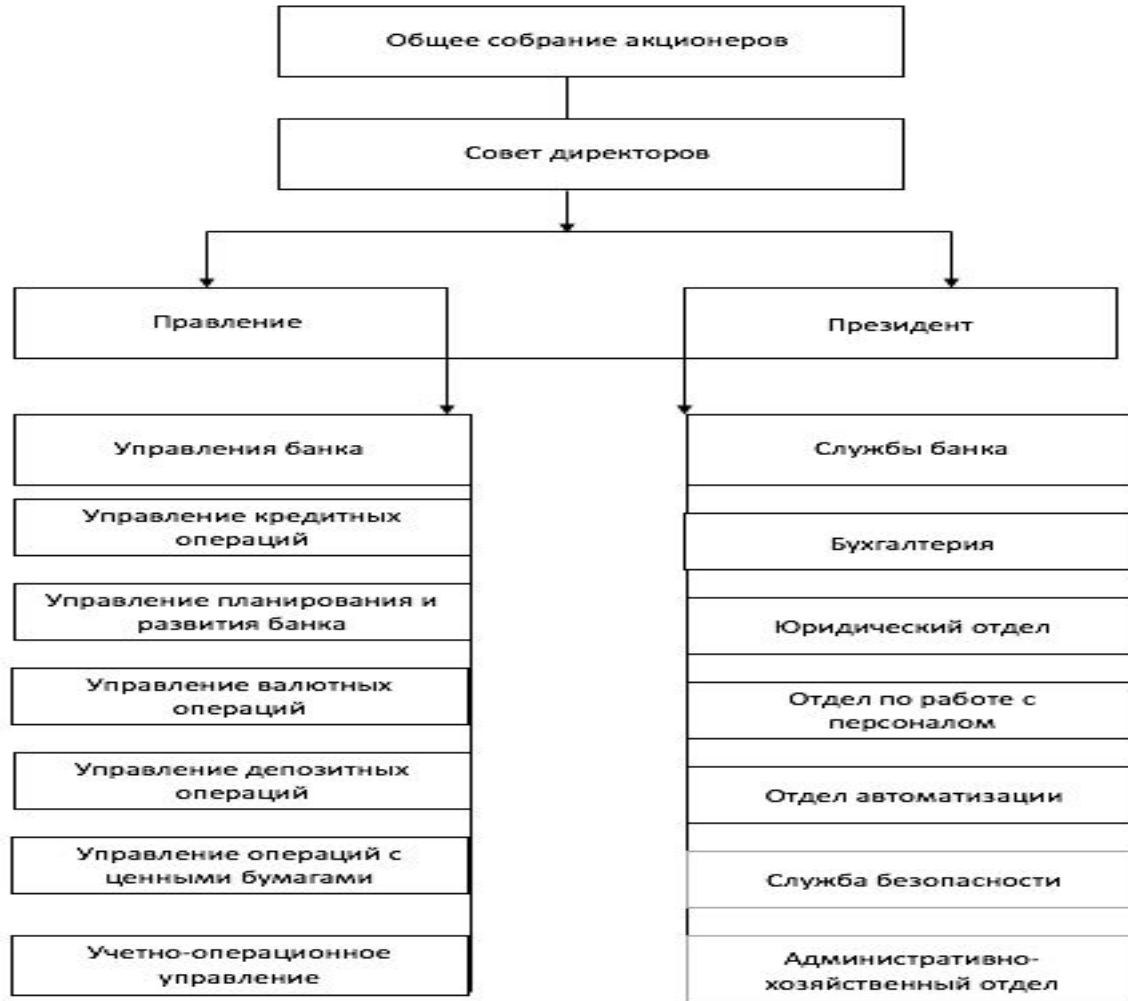 Общее собрание акционеров
Совет директоров
Правление
Президент
Управления банка
Управление кредитных
операций
Управление планирования и
развития банка
Управление валютных
операций
Управление депозитных
операций
Управление операций с
ценными бумагами
Учетно-операционное
управление
Службы банка
Бухгалтерия
Юридический отдел
Отдел по работе с
персоналом
Отдел автоматизации
Служба безопасности
Административно-
хозяйственный отдел